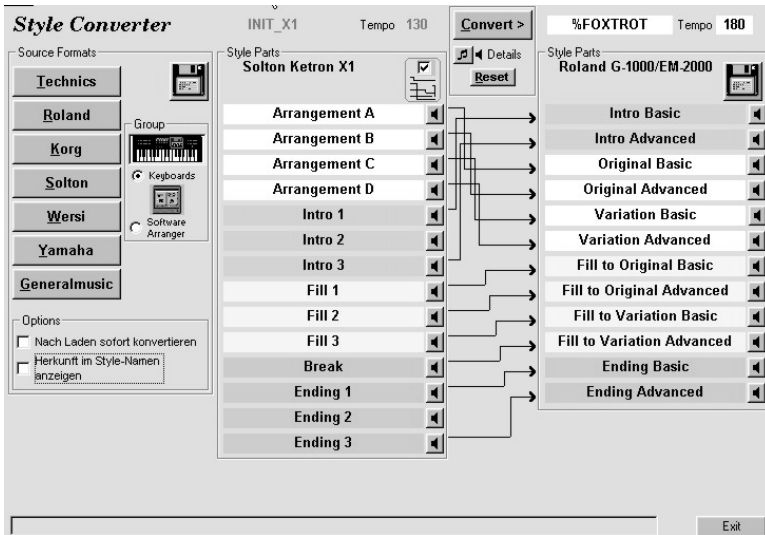 Style Converter
INIT_X1 Tempo 130
Convert >
%FOXTROT Tempo 180
Source Formats
Technics
Roland
Korg
Solton
Wersi
Yamaha
Generalmusic
Group
Keyboards
Software
Arranger
Options
Nach Laden sofort konvertieren
Herkunft im Style-Namen
anzeigen
Style Parts
Solton Ketron X1
Arrangement A
Arrangement B
Arrangement C
Arrangement D
Intro 1
Intro 2
Intro 3
Fill 1
Fill 2
Fill 3
Break
Ending 1
Ending 2
Ending 3
Details
Reset
Style Parts
Roland G-1000/EM-2000
Intro Basic
Intro Advanced
Original Basic
Original Advanced
Variation Basic
Variation Advanced
Fill to Original Basic
Fill to Original Advanced
Fill to Variation Basic
Fill to Variation Advanced
Ending Basic
Ending Advanced
Exit